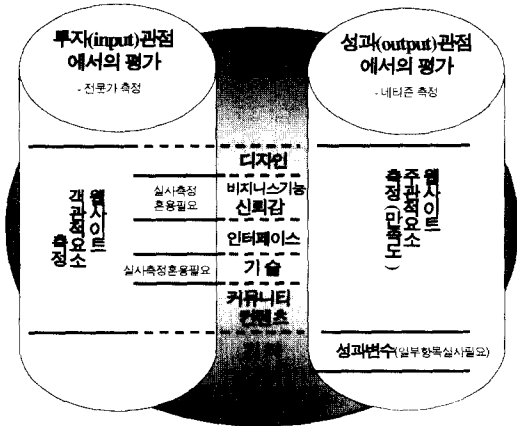 투자(input)관점
에서의 평가
- 전문가 측정
성과(output)관점
에서의 평가
- 네티즌 측정
웹사이트
객관적요소
측정
실사측정
혼용필요
실사측정혼용필요
디자인
비지니스기능
신뢰감
인터페이스
기 술
커뮤니티
컨텐츠
웹사이트
주관적요소
측정(만족도)
성과변수(일부항목실사필요)